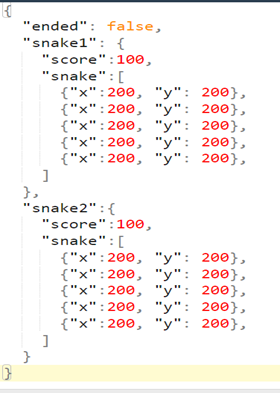 {
"ended": false,
"snake1": {
"score":100,
"snake":[
{"x":200, "y": 200},
{"x":200, "y": 200},
{"x":200, "y": 200},
{"x":200, "y": 200},
{"x":200, "y": 200},
]
},
"snake2":{
"score":100,
"snake":[
{"x":200, "y": 200},
{"x":200, "y": 200},
{"x":200, "y": 200},
{"x":200, "y": 200},
{"x":200, "y": 200},
]
}
}